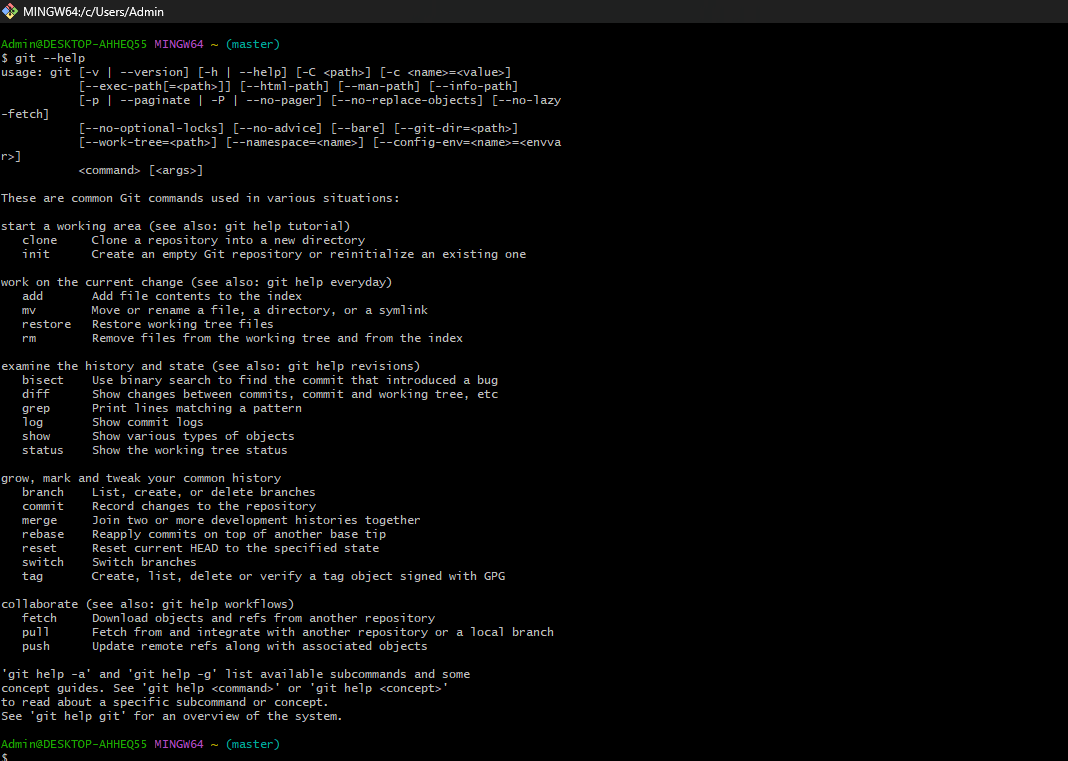 MINGW64:/c/Users/Admin
Admin@DESKTOP-AHHEQ55 MINGW64 ~ (master)
$ git --help
usage: git [-v | --version] [-h | --help] [-C <path>] [-c <name>=<value>]
           [--exec-path[=<path>]] [--html-path] [--man-path] [--info-path]
           [-p | --paginate | -P | --no-pager] [--no-replace-objects] [--no-lazy
-fetch]
           [--no-optional-locks] [--no-advice] [--bare] [--git-dir=<path>]
           [--work-tree=<path>] [--namespace=<name>] [--config-env=<name>=<envva
r>]
           <command> [<args>]
These are common Git commands used in various situations:
start a working area (see also: git help tutorial)
   clone     Clone a repository into a new directory
   init      Create an empty Git repository or reinitialize an existing one
work on the current change (see also: git help everyday)
   add       Add file contents to the index
   mv        Move or rename a file, a directory, or a symlink
   restore   Restore working tree files
   rm        Remove files from the working tree and from the index
examine the history and state (see also: git help revisions)
   bisect    Use binary search to find the commit that introduced a bug
   diff      Show changes between commits, commit and working tree, etc
   grep      Print lines matching a pattern
   log       Show commit logs
   show      Show various types of objects
   status    Show the working tree status
grow, mark and tweak your common history
   branch    List, create, or delete branches
   commit    Record changes to the repository
   merge     Join two or more development histories together
   rebase    Reapply commits on top of another base tip
   reset     Reset current HEAD to the specified state
   switch    Switch branches
   tag       Create, list, delete or verify a tag object signed with GPG
collaborate (see also: git help workflows)
   fetch     Download objects and refs from another repository
   pull      Fetch from and integrate with another repository or a local branch
   push      Update remote refs along with associated objects
'git help -a' and 'git help -g' list available subcommands and some
concept guides. See 'git help <command>' or 'git help <concept>'
to read about a specific subcommand or concept.
See 'git help git' for an overview of the system.
Admin@DESKTOP-AHHEQ55 MINGW64 ~ (master)
$